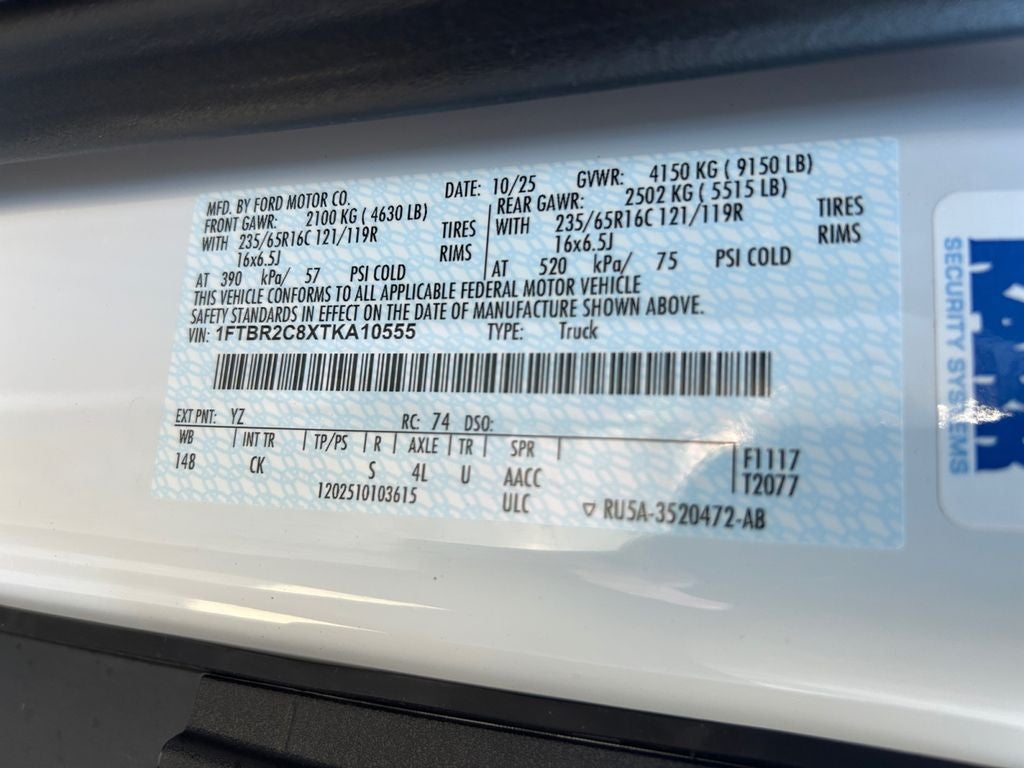 MFD. BY FORD MOTOR CO. DATE: 10/25 GVWR: 4150 KG ( 9150 LB)
FRONT GAWR: 2100 KG ( 4630 LB) REAR GAWR: 2502 KG ( 5515 LB)
WITH 235/65R16C 121/119R TIRES WITH 235/65R16C 121/119R TIRES
16x6.5J RIMS 16x6.5J RIMS
AT 390 kPa/ 57 PSI COLD AT 520 kPa/ 75 PSI COLD
THIS VEHICLE CONFORMS TO ALL APPLICABLE FEDERAL MOTOR VEHICLE
SAFETY STANDARDS IN EFFECT ON THE DATE OF MANUFACTURE SHOWN ABOVE.
VIN: 1FTBR2C8XTKA10555 TYPE: Truck
EXT PNT: YZ RC: 74 DSO:
WB INT TR TP/PS R AXLE TR SPR F1117
148 CK S 4L U AACC T2077
1202510103615 ULC ▽ RU5A-3520472-AB
SECURITY SYSTEMS